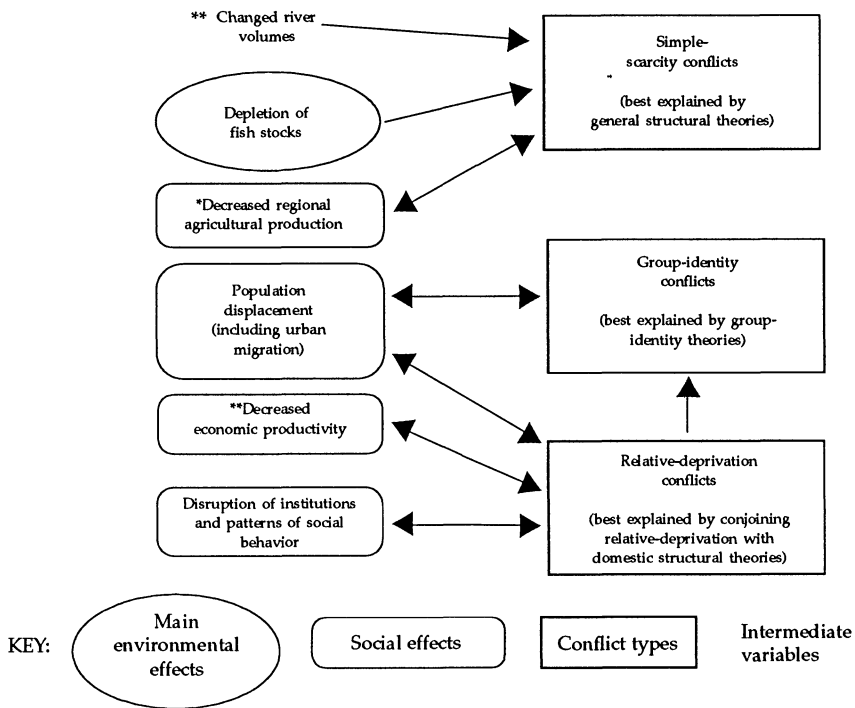 ** Changed river
volumes
Simple-
scarcity conflicts
(best explained by
general structural theories)
Depletion of
fish stocks
*Decreased regional
agricultural production
Population
displacement
(including urban
migration)
Group-identity
conflicts
(best explained by group-
identity theories)
**Decreased
economic productivity
Disruption of institutions
and patterns of social
behavior
Relative-deprivation
conflicts
(best explained by conjoining
relative-deprivation with
domestic structural theories)
KEY:
Main
environmental
effects
Social effects
Conflict types
Intermediate
variables